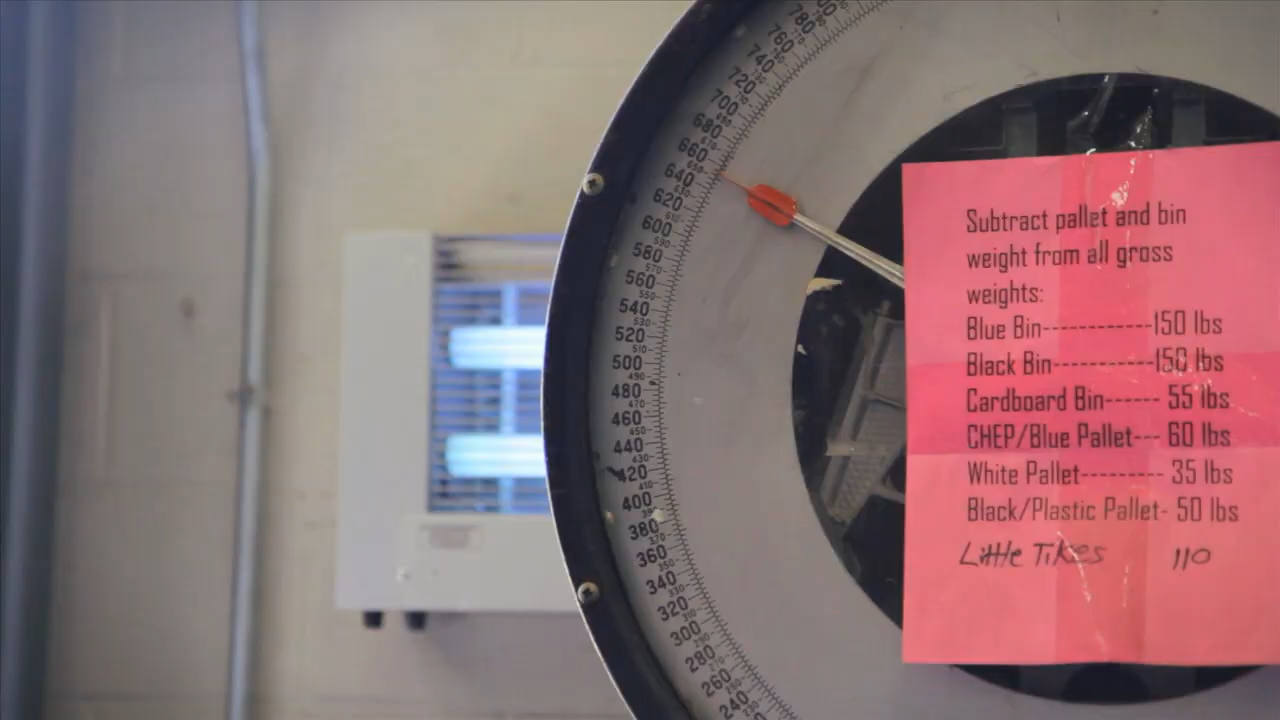 780
760
740
720
700
680
660
640
620
600
580
560
540
520
500
480
460
440
420
400
380
360
340
320
300
280
260
240
Subtract pallet and bin
weight from all gross
weights:
Blue Bin-----------150 lbs
Black Bin----------150 lbs
Cardboard Bin------ 55 lbs
CHEP/Blue Pallet--- 60 lbs
White Pallet--------- 35 lbs
Black/Plastic Pallet- 50 lbs
Little Tikes 110